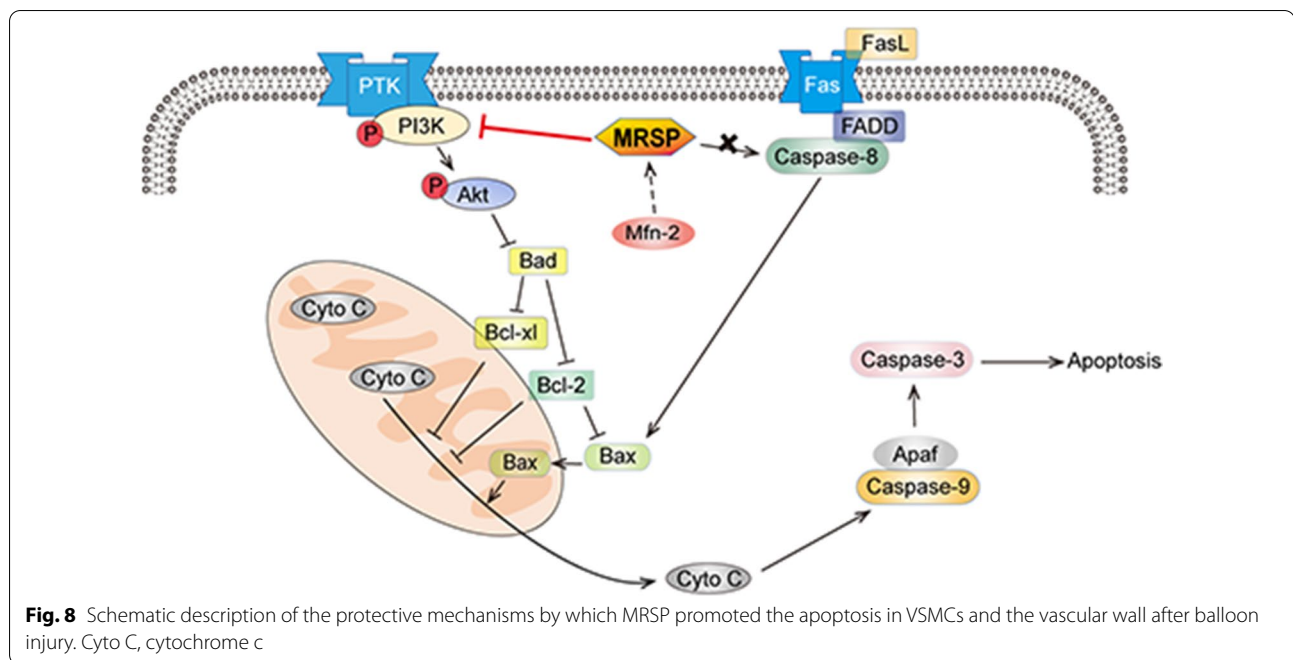 FasL
PTK
Fas
P
PI3K
MRSP
FADD
Caspase-8
P
Akt
Mfn-2
Bad
Cyto C
Bcl-xl
Caspase-3
Apoptosis
Cyto C
Bcl-2
Bax
Bax
Apaf
Caspase-9
Cyto C
Fig. 8 Schematic description of the protective mechanisms by which MRSP promoted the apoptosis in VSMCs and the vascular wall after balloon
injury. Cyto C, cytochrome c